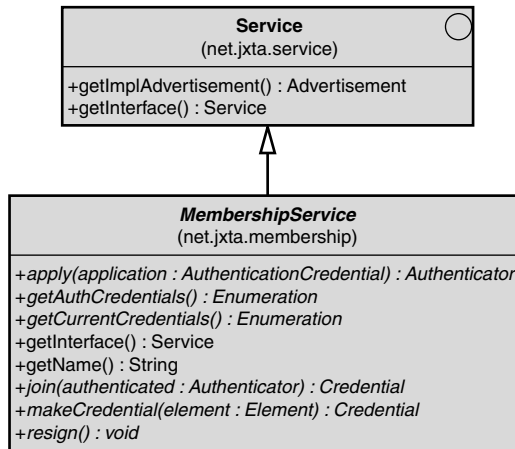 Service
(net.jxta.service)
+getImplAdvertisement() : Advertisement
+getInterface() : Service
MembershipService
(net.jxta.membership)
+apply(application : AuthenticationCredential) : Authenticator
+getAuthCredentials() : Enumeration
+getCurrentCredentials() : Enumeration
+getInterface() : Service
+getName() : String
+join(authenticated : Authenticator) : Credential
+makeCredential(element : Element) : Credential
+resign() : void